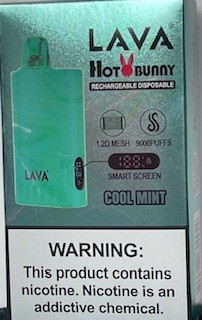 LAVA
HOT BUNNY
RECHARGEABLE DISPOSABLE
1.2Ω MESH 9000PUFFS
LAVA
188
SMART SCREEN
COOL MINT
WARNING:
This product contains
nicotine. Nicotine is an
addictive chemical.